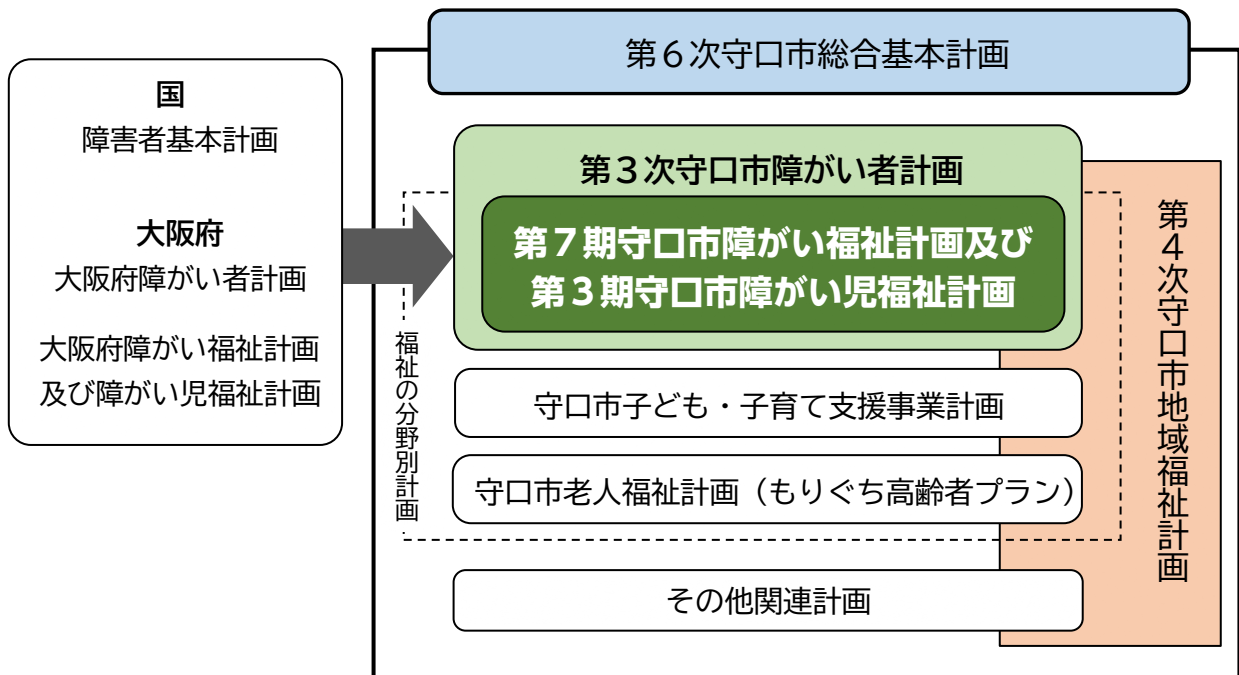 第６次守口市総合基本計画
国
障害者基本計画
大阪府
大阪府障がい者計画
大阪府障がい福祉計画
及び障がい児福祉計画
第３次守口市障がい者計画
第７期守口市障がい福祉計画及び
第３期守口市障がい児福祉計画
福祉の分野別計画
守口市子ども・子育て支援事業計画
守口市老人福祉計画（もりぐち高齢者プラン）
その他関連計画
第４次守口市地域福祉計画